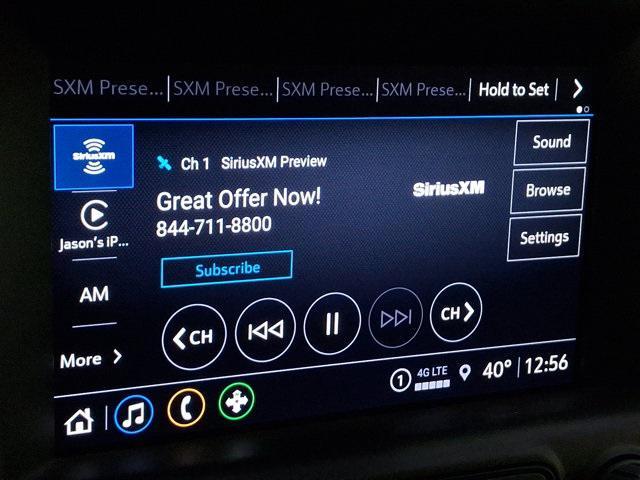 SXM Prese... SXM Prese... SXM Prese... SXM Prese... Hold to Set
SiriusXM
Ch 1 SiriusXM Preview
Great Offer Now!
844-711-8800
SiriusXM
Subscribe
Sound
Browse
Settings
Jason's iP...
AM
More
CH
CH
1 4G LTE 40° 12:56